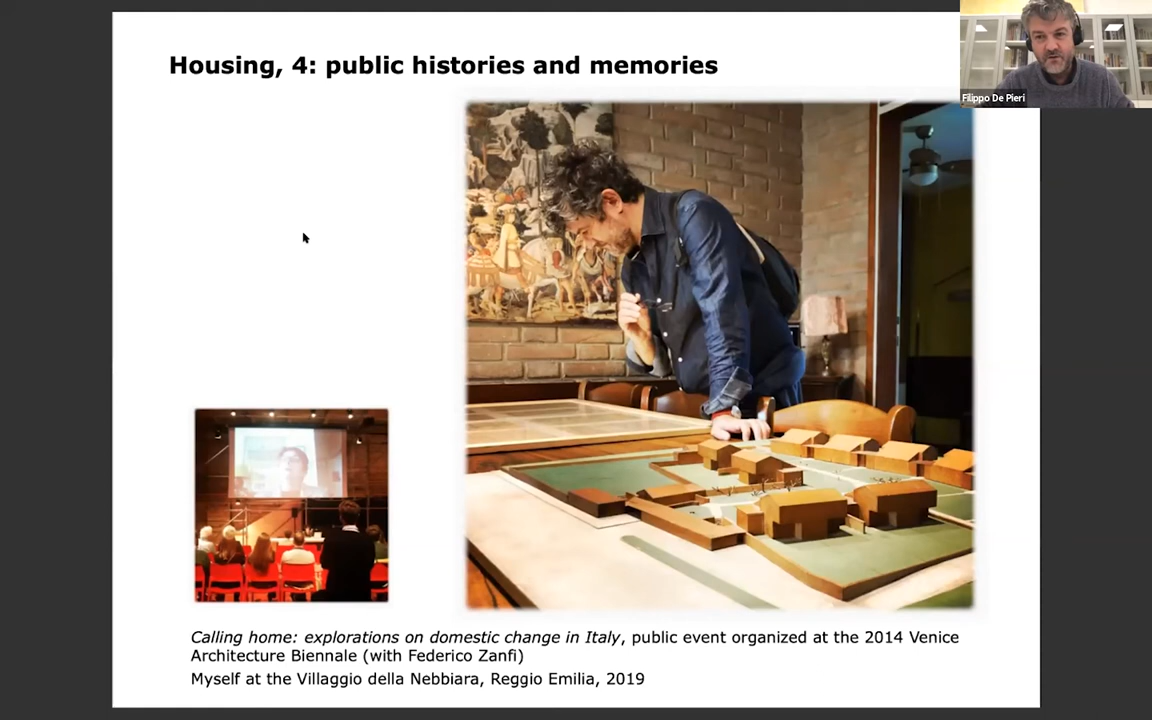 Housing, 4: public histories and memories
Filippo De Pieri
Calling home: explorations on domestic change in Italy, public event organized at the 2014 Venice
Architecture Biennale (with Federico Zanfi)
Myself at the Villaggio della Nebbiara, Reggio Emilia, 2019